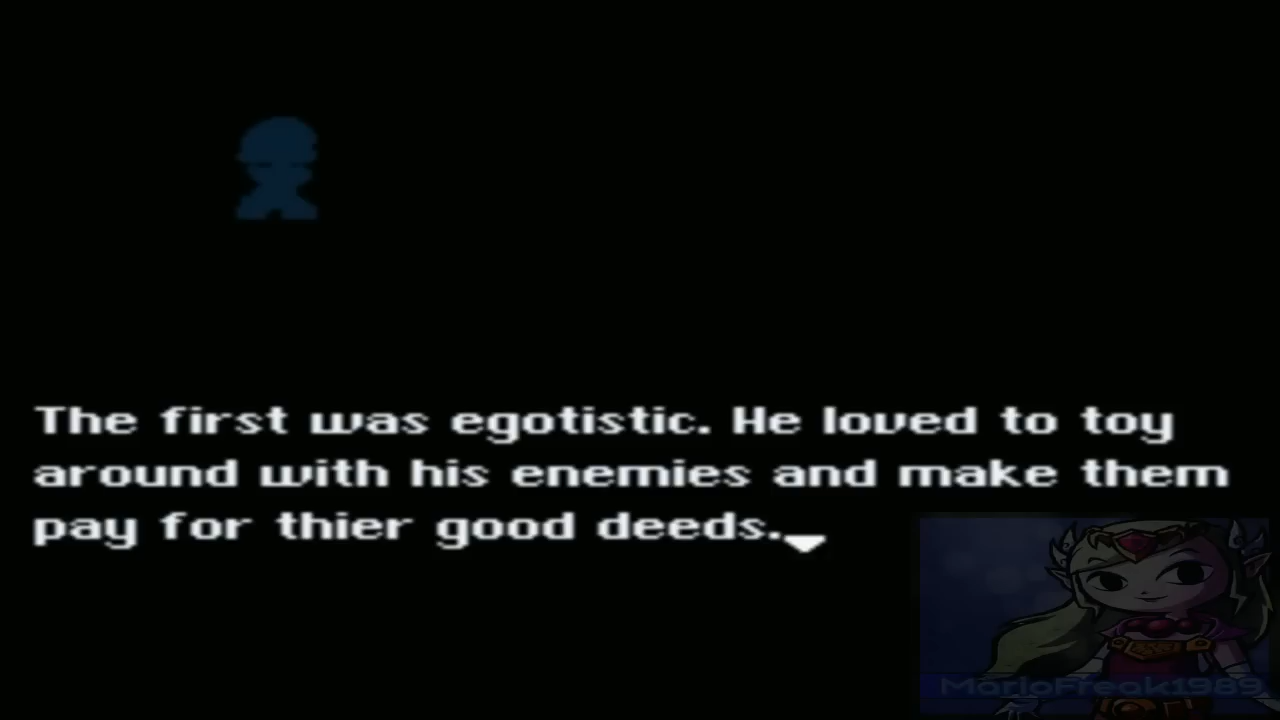 The first was egotistic. He loved to toy
around with his enemies and make them
pay for thier good deeds.
MarioFreak1989